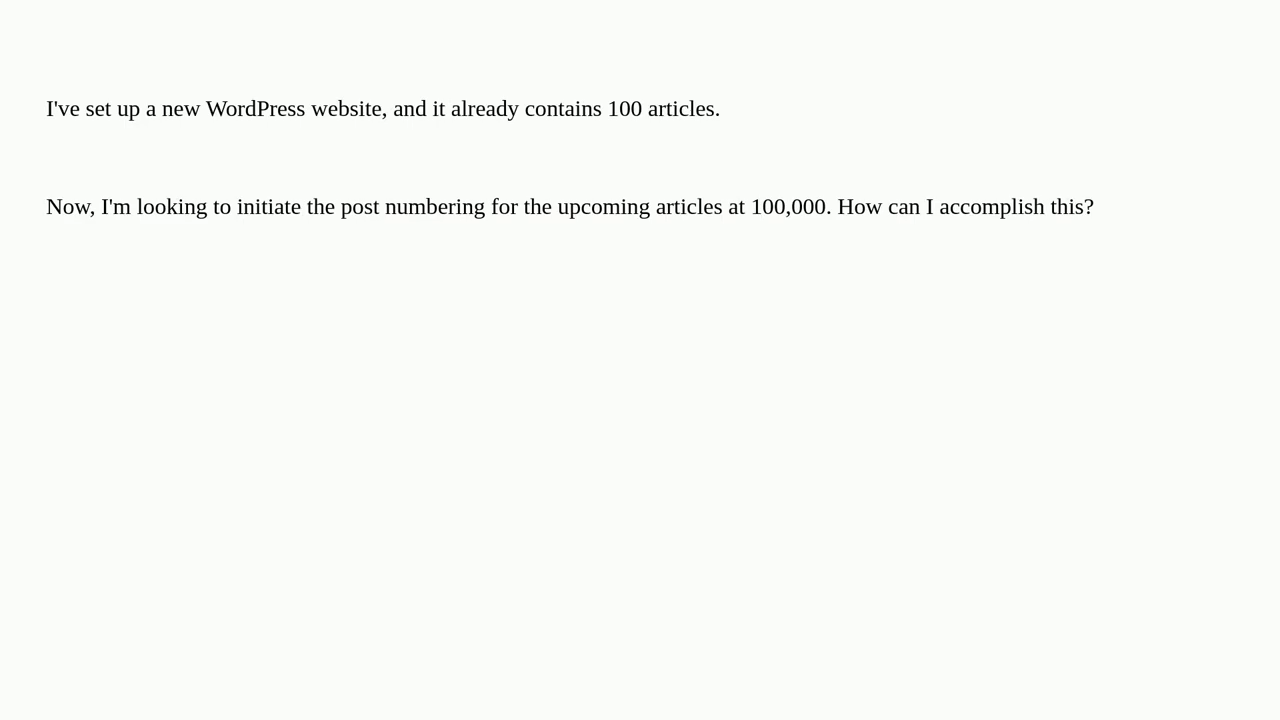 I've set up a new WordPress website, and it already contains 100 articles.
Now, I'm looking to initiate the post numbering for the upcoming articles at 100,000. How can I accomplish this?